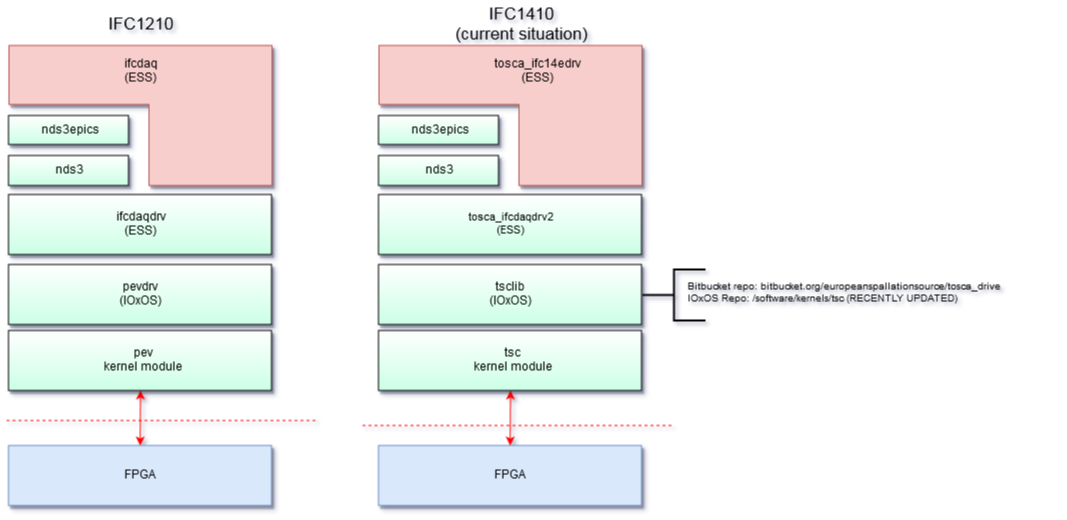 IFC1210
ifcdaq
(ESS)
nds3epics
nds3
ifcdaqdrv
(ESS)
pevdrv
(IOxOS)
pev
kernel module
FPGA
IFC1410
(current situation)
tosca_ifc14edrv
(ESS)
nds3epics
nds3
tosca_ifcdaqdrv2
(ESS)
tsclib
(IOxOS)
tsc
kernel module
FPGA
Bitbucket repo: bitbucket.org/europeanspallationsource/tosca_drive
IOxOS Repo: /software/kernels/tsc (RECENTLY UPDATED)